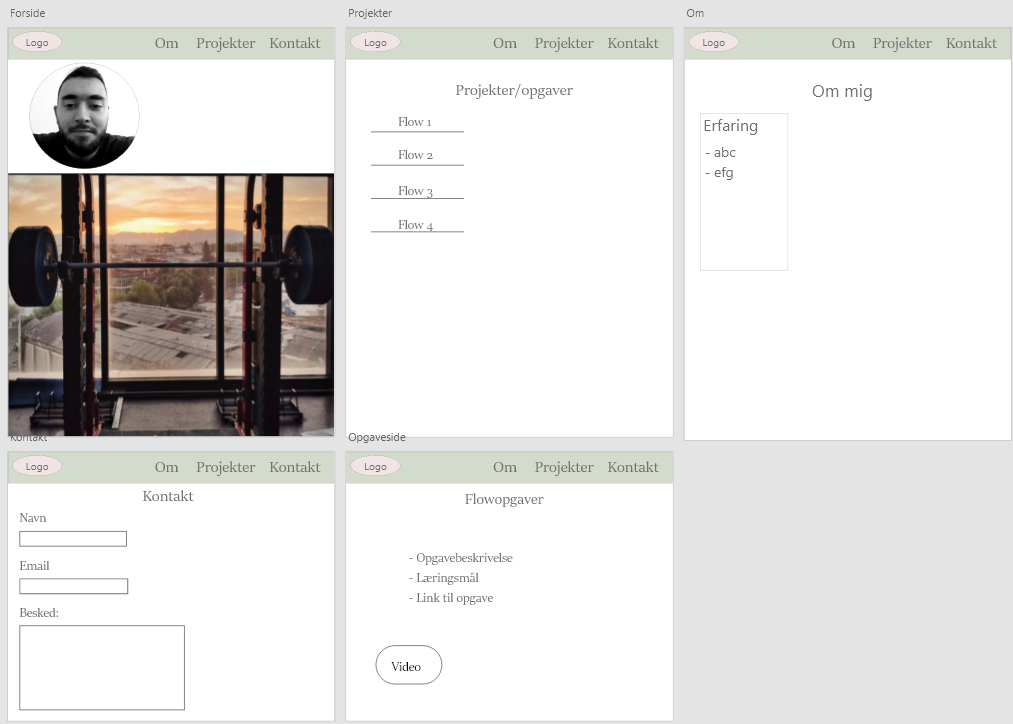 Forside
Logo
Om Projekter Kontakt
Projekter
Logo
Om Projekter Kontakt
Projekter/opgaver
Flow 1
Flow 2
Flow 3
Flow 4
Om
Logo
Om Projekter Kontakt
Om mig
Erfaring
- abc
- efg
Kontakt
Logo
Om Projekter Kontakt
Kontakt
Navn
Email
Besked:
Opgaveside
Logo
Om Projekter Kontakt
Flowopgaver
- Opgavebeskrivelse
- Læringsmål
- Link til opgave
Video